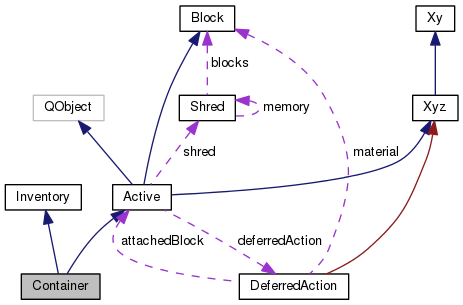 Block
Xy
blocks
QObject
Shred
memory
Xyz
shred
material
Inventory
Active
attachedBlock
deferredAction
Container
DeferredAction